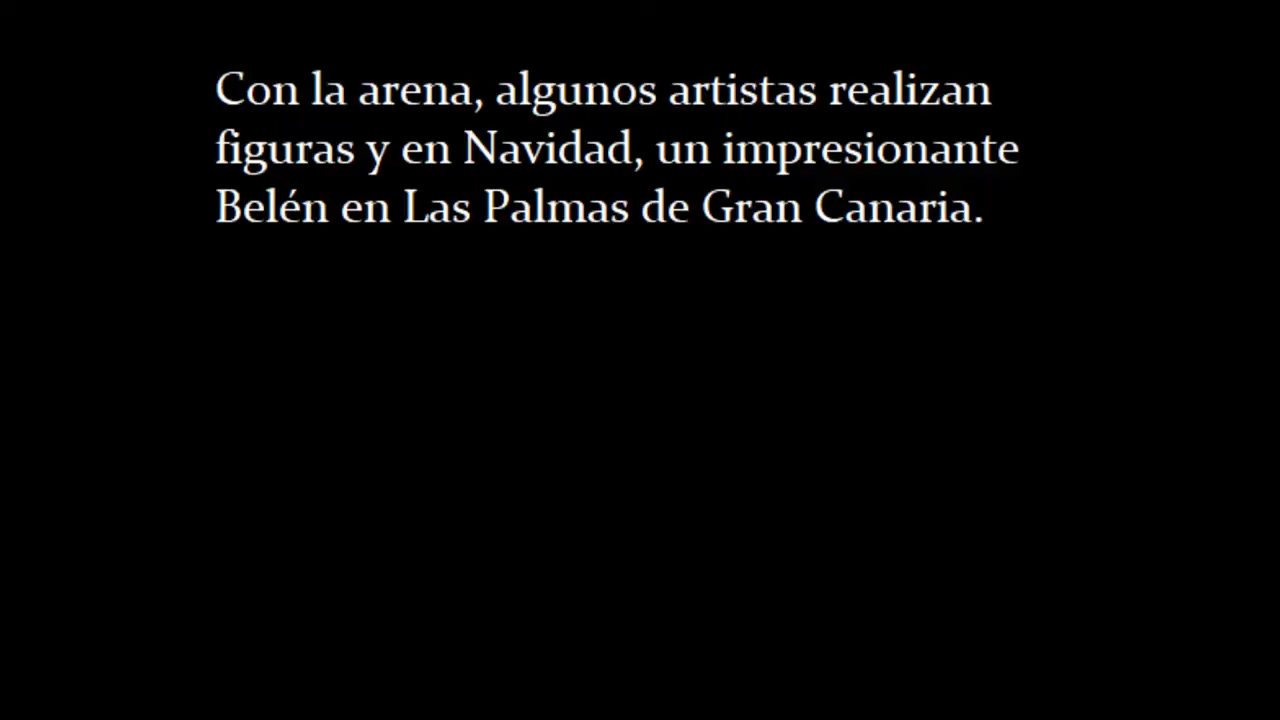 Con la arena, algunos artistas realizan
figuras y en Navidad, un impresionante
Belén en Las Palmas de Gran Canaria.